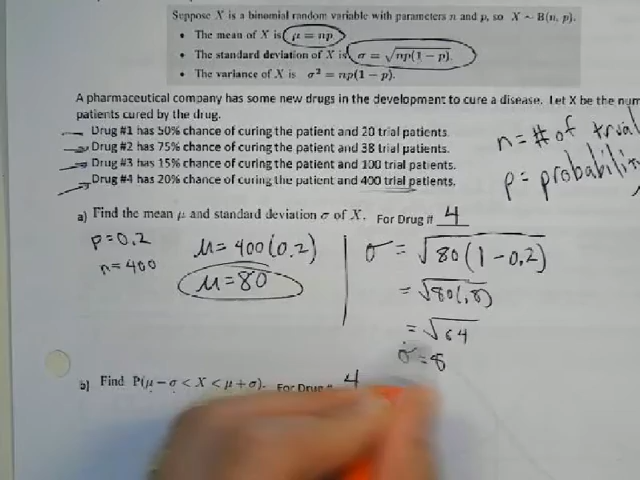 Suppose X is a binomial random variable with parameters n and p, so X ~ B(n, p).
• The mean of X is μ = np.
• The standard deviation of X is σ = √np(1 − p).
• The variance of X is σ² = np(1 − p).
A pharmaceutical company has some new drugs in the development to cure a disease. Let X be the num
patients cured by the drug.
Drug #1 has 50% chance of curing the patient and 20 trial patients.
Drug #2 has 75% chance of curing the patient and 38 trial patients.
Drug #3 has 15% chance of curing the patient and 100 trial patients.
Drug #4 has 20% chance of curing the patient and 400 trial patients.
n = # of trial
p = probability
a) Find the mean μ and standard deviation σ of X. For Drug # 4
p = 0.2
n = 400
μ = 400(0.2)
μ = 80
σ = √80(1 − 0.2)
= √80(.8)
= √64
σ = 8
b) Find P(μ − σ < X < μ + σ). For Drug # 4